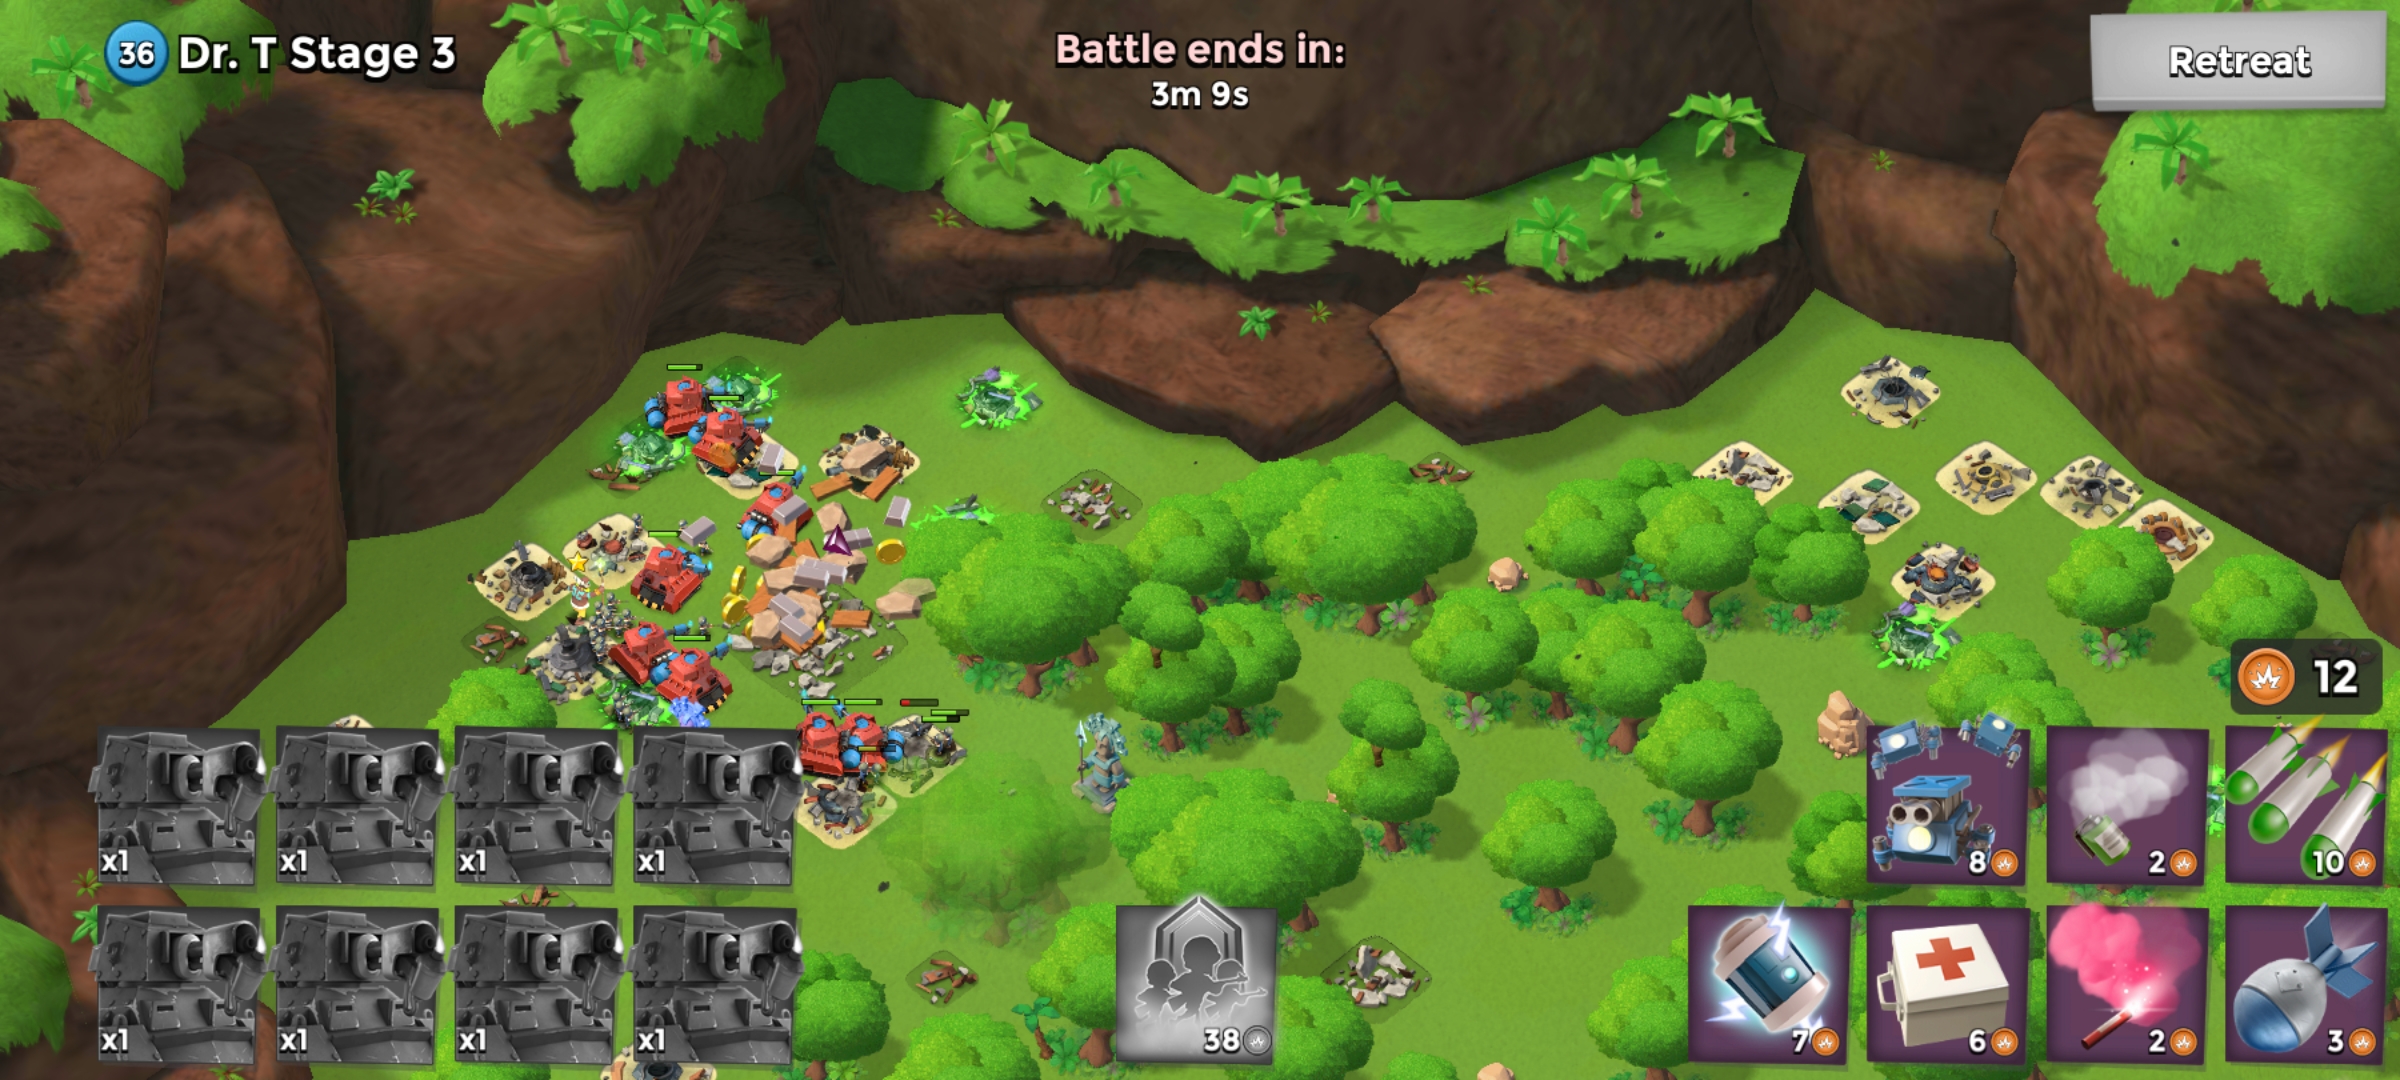 36 Dr. T Stage 3
Battle ends in:
3m 9s
Retreat
12
x1 x1 x1 x1
8 2 10
x1 x1 x1 x1
38
7 6 2 3